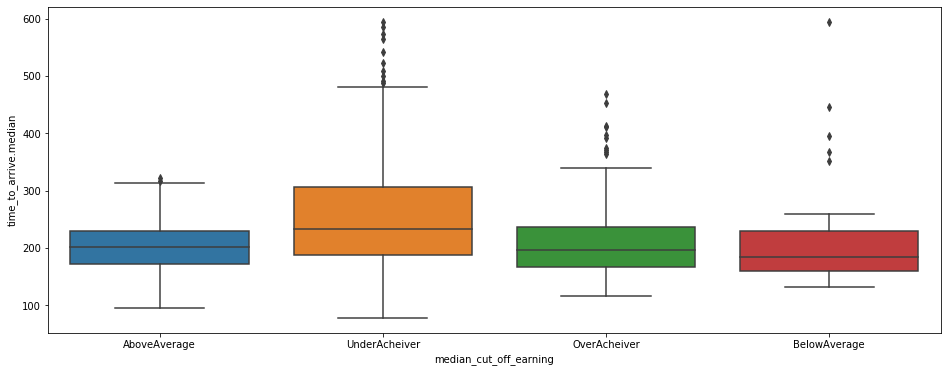 600
500
400
300
200
100
time_to_arrive.median
AboveAverage UnderAcheiver OverAcheiver BelowAverage
median_cut_off_earning